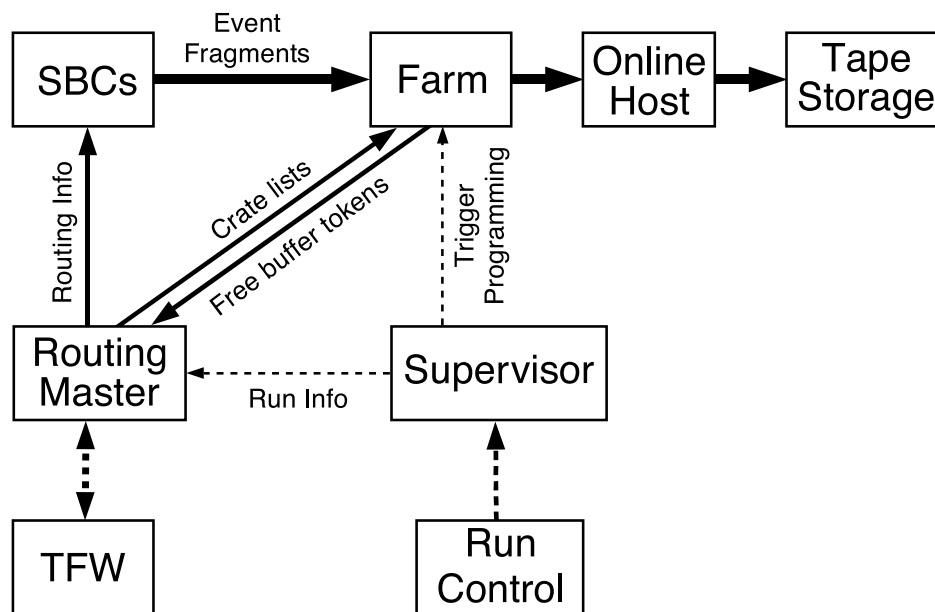 Event
Fragments
SBCs
Farm
Online
Host
Tape
Storage
Routing Info
Crate lists
Free buffer tokens
Trigger
Programming
Routing
Master
Run Info
Supervisor
TFW
Run
Control